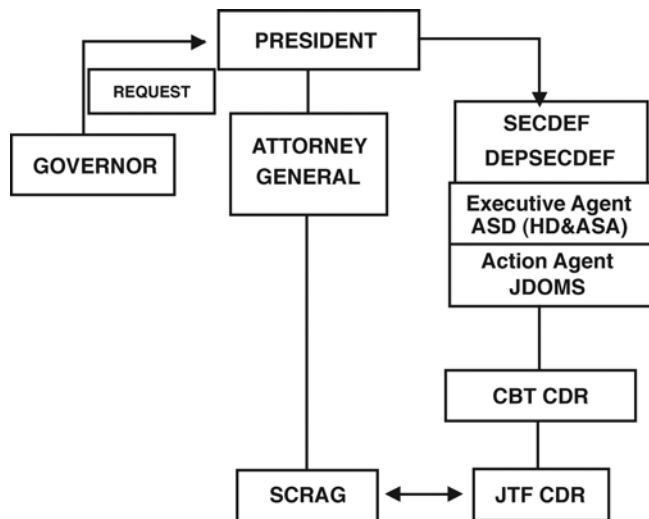 PRESIDENT
REQUEST
GOVERNOR
ATTORNEY
GENERAL
SECDEF
DEPSECDEF
Executive Agent
ASD (HD&ASA)
Action Agent
JDOMS
CBT CDR
SCRAG
JTF CDR